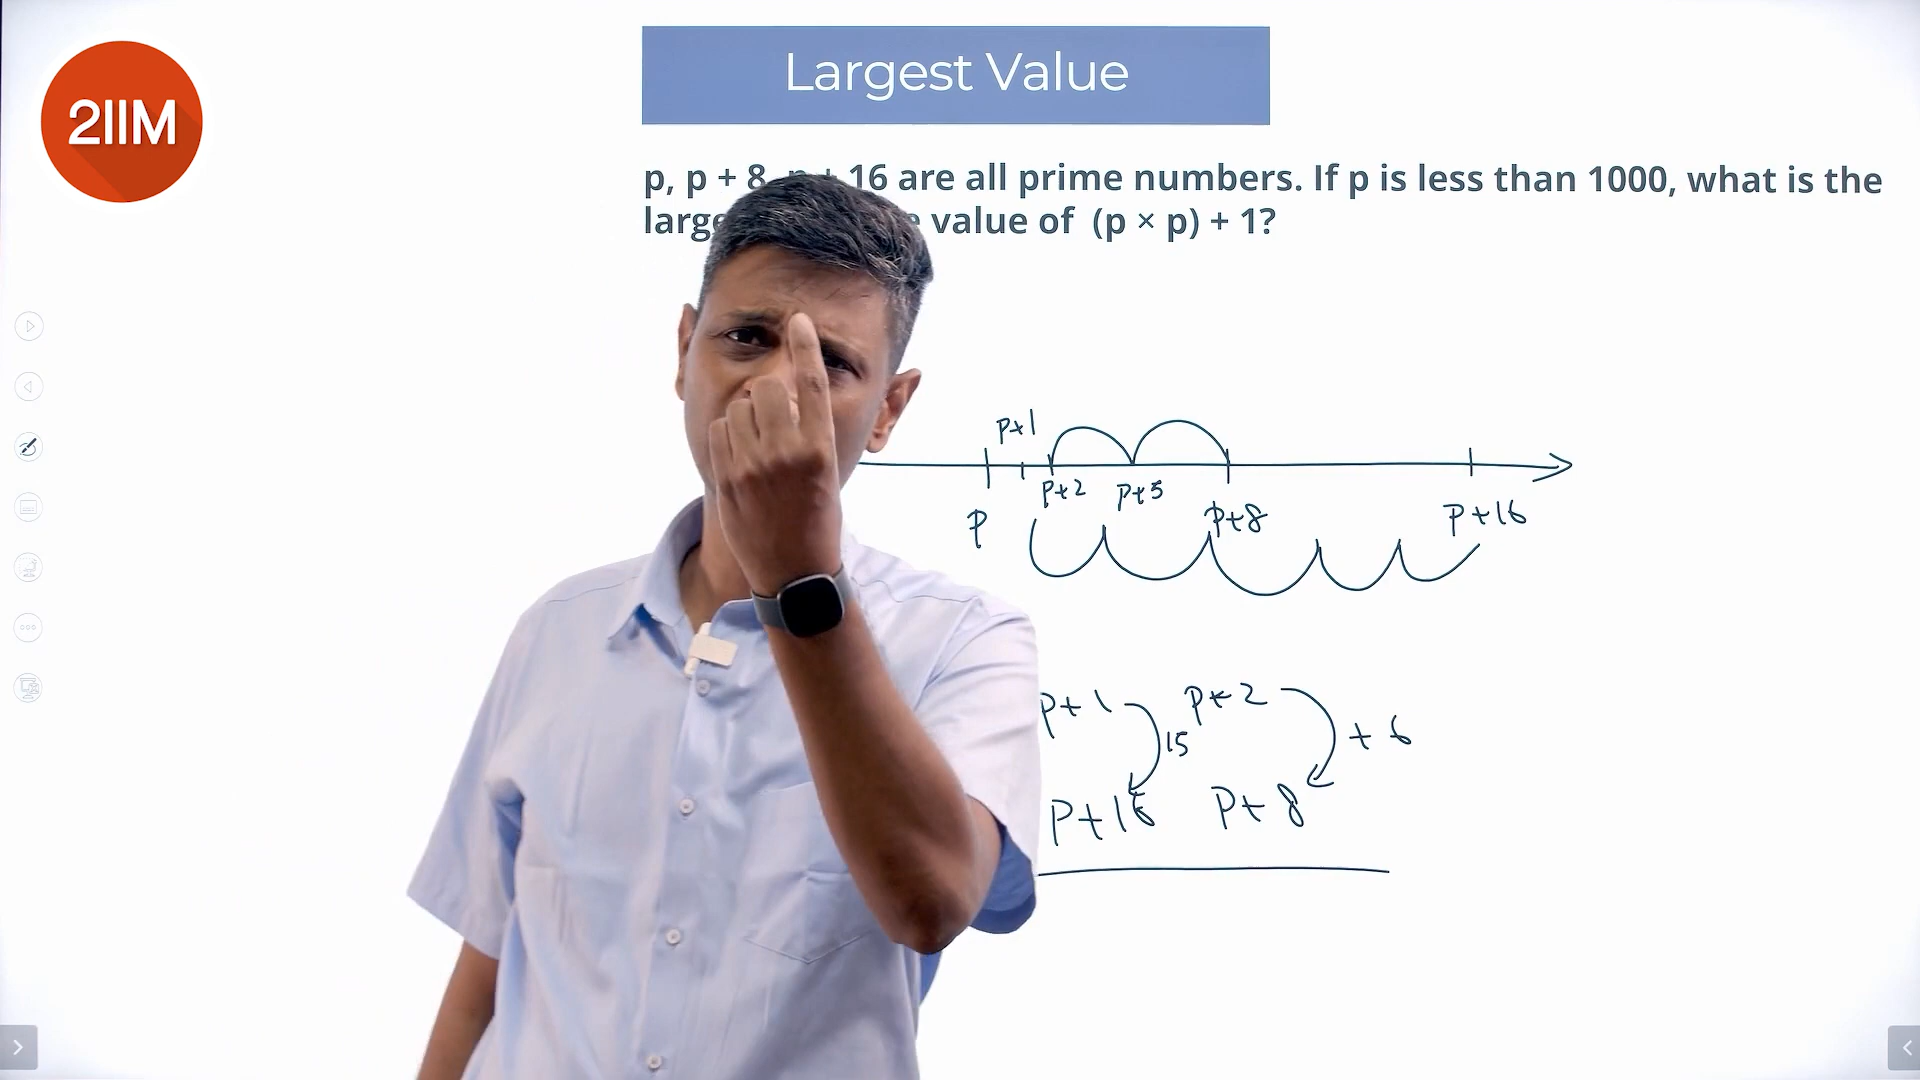 2IIM
Largest Value
p, p + 8, p + 16 are all prime numbers. If p is less than 1000, what is the
value of (p × p) + 1?
p+1
p+2 p+5
p p+8 p+16
p+1 p+2
15 + 6
p+16 p+8